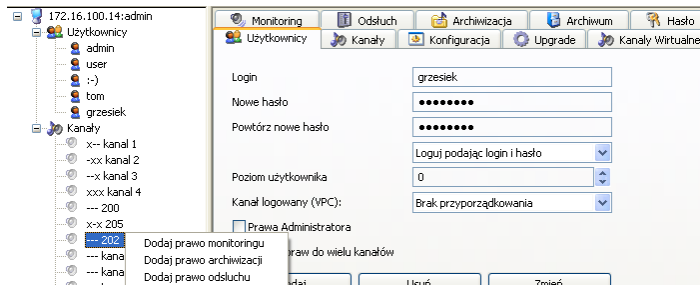 172.16.100.14:admin
Użytkownicy
admin
user
:-)
tom
grzesiek
Kanały
x-- kanal 1
-xx kanal 2
--x kanal 3
xxx kanal 4
--- 200
x-x 205
--- 202
--- kana
--- kana
Dodaj prawo monitoringu
Dodaj prawo archiwizacji
Dodaj prawo odsluchu
Monitoring Odsłuch Archiwizacja Archiwum Hasło
Użytkownicy Kanały Konfiguracja Upgrade Kanały Wirtualne
Login grzesiek
Nowe hasło ●●●●●●●●
Powtórz nowe hasło ●●●●●●●●
Loguj podając login i hasło
Poziom użytkownika 0
Kanał logowany (VPC): Brak przyporządkowania
Prawa Administratora
praw do wielu kanałów
Usuń Zmień